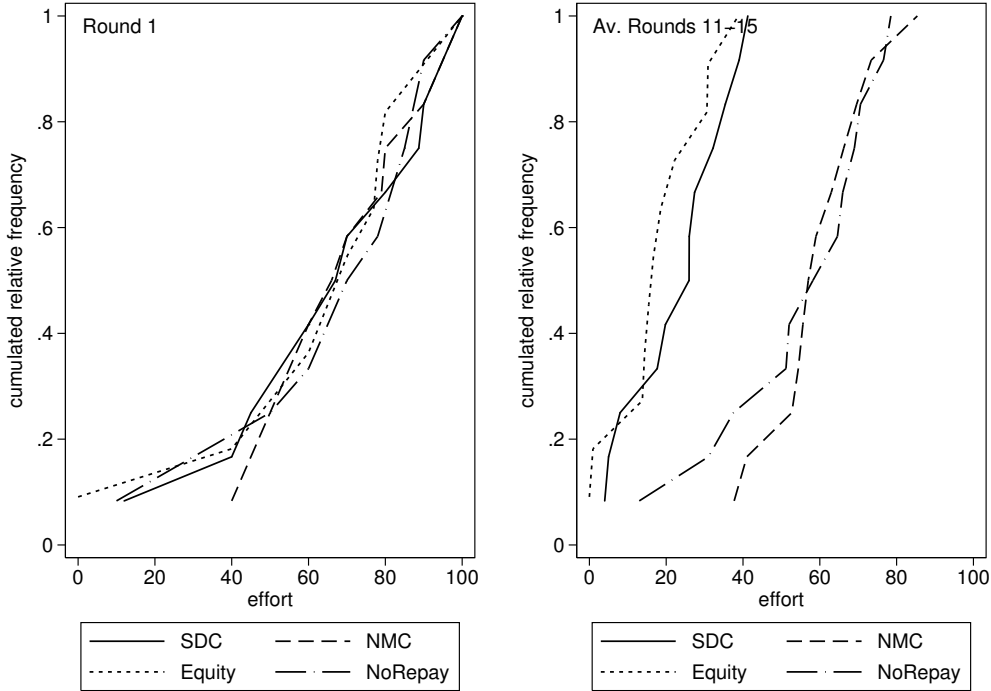 Round 1
cumulated relative frequency
1
.8
.6
.4
.2
0
0 20 40 60 80 100
effort
SDC NMC
Equity NoRepay
Av. Rounds 11-15
cumulated relative frequency
1
.8
.6
.4
.2
0
0 20 40 60 80 100
effort
SDC NMC
Equity NoRepay